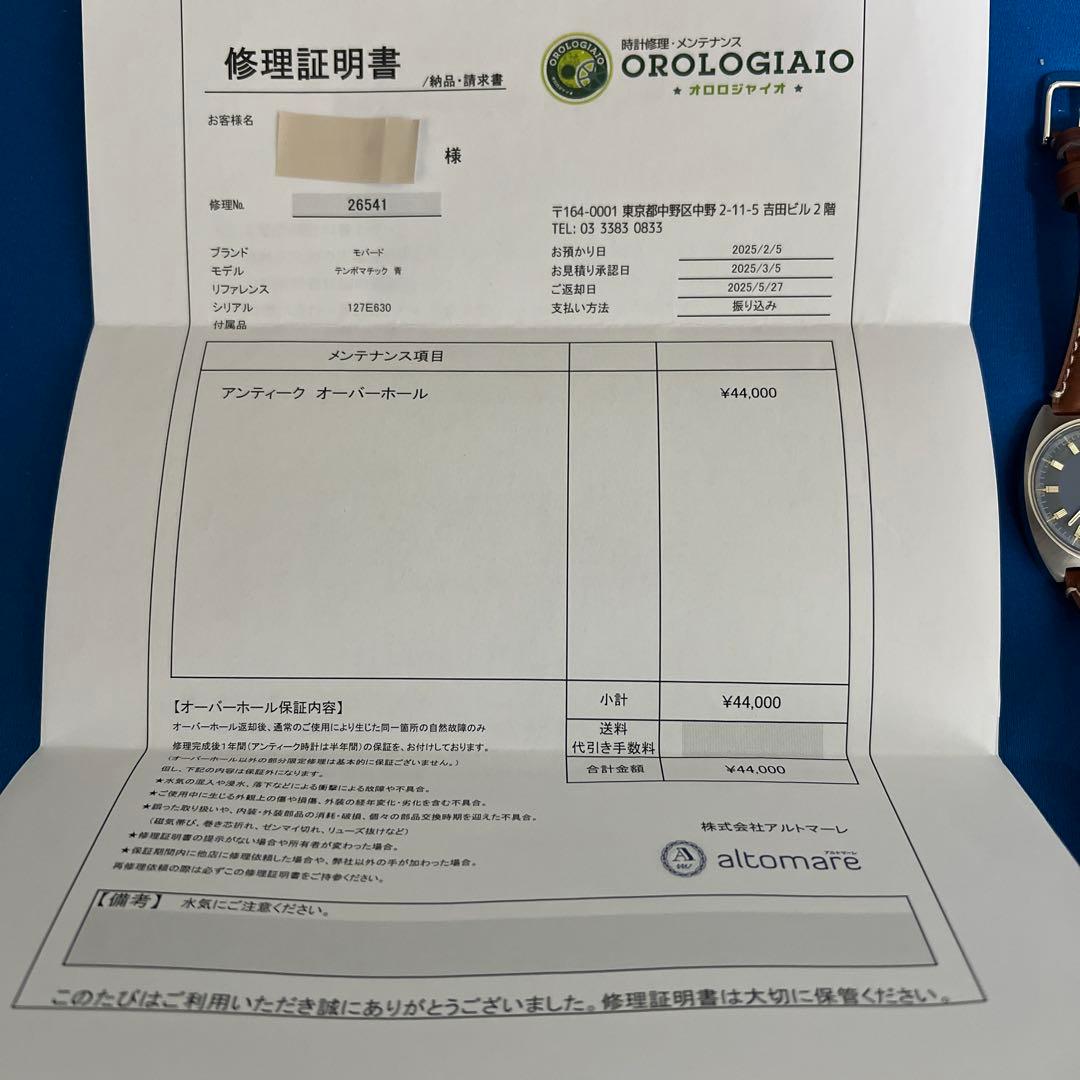 修理証明書 /納品・請求書
時計修理・メンテナンス
OROLOGIAIO
★ オロロジャイオ ★
OROLOGIAIO
お客様名
様
修理No. 26541
〒164-0001 東京都中野区中野 2-11-5 吉田ビル 2 階
TEL: 03 3383 0833
ブランド モバード
モデル テンポマチック 青
リファレンス
シリアル 127E630
付属品
お預かり日 2025/2/5
お見積り承認日 2025/3/5
ご返却日 2025/5/27
支払い方法 振り込み
メンテナンス項目
アンティーク オーバーホール ¥44,000
小計 ¥44,000
送料
代引き手数料
合計金額 ¥44,000
【オーバーホール保証内容】
オーバーホール返却後、通常のご使用により生じた同一箇所の自然故障のみ
修理完成後1年間(アンティーク時計は半年間)の保証を、お付けしております。
(オーバーホール以外の部分限定修理は基本的に保証ございません。)
但し、下記の内容は保証外になります。
★水気の混入や浸水、落下などによる衝撃による故障や不具合。
★ご使用中に生じる外観上の傷や損傷、外装の経年変化・劣化を含む不具合。
★誤った取り扱いや、内装・外装部品の消耗・破損、個々の部品交換時期を迎えた不具合。
(磁気帯び、巻き芯折れ、ゼンマイ切れ、リューズ抜けなど)
★修理証明書の提示がない場合や所有者が変わった場合。
★保証期間内に他店に修理依頼した場合や、弊社以外の手が加わった場合。
再修理依頼の際は必ずこの修理証明書をご持参ください。
株式会社アルトマーレ
アルトマーレ
altomare
【備考】 水気にご注意ください。
このたびはご利用いただき誠にありがとうございました。修理証明書は大切に保管ください。